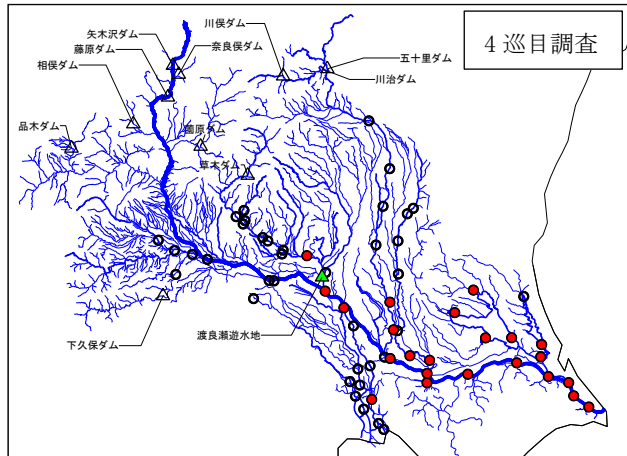 4巡目調査
矢木沢ダム
藤原ダム
奈良俣ダム
相俣ダム
川俣ダム
五十里ダム
川治ダム
品木ダム
薗原ダム
草木ダム
渡良瀬遊水地
下久保ダム